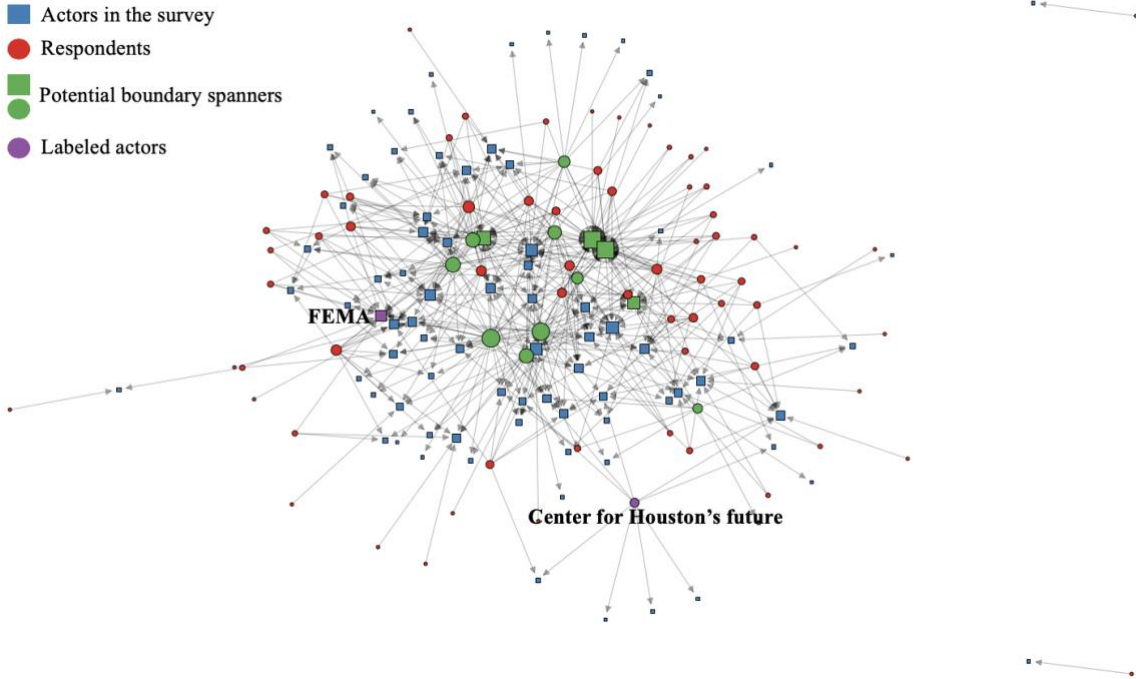 Actors in the survey
Respondents
Potential boundary spanners
Labeled actors
FEMA
Center for Houston's future